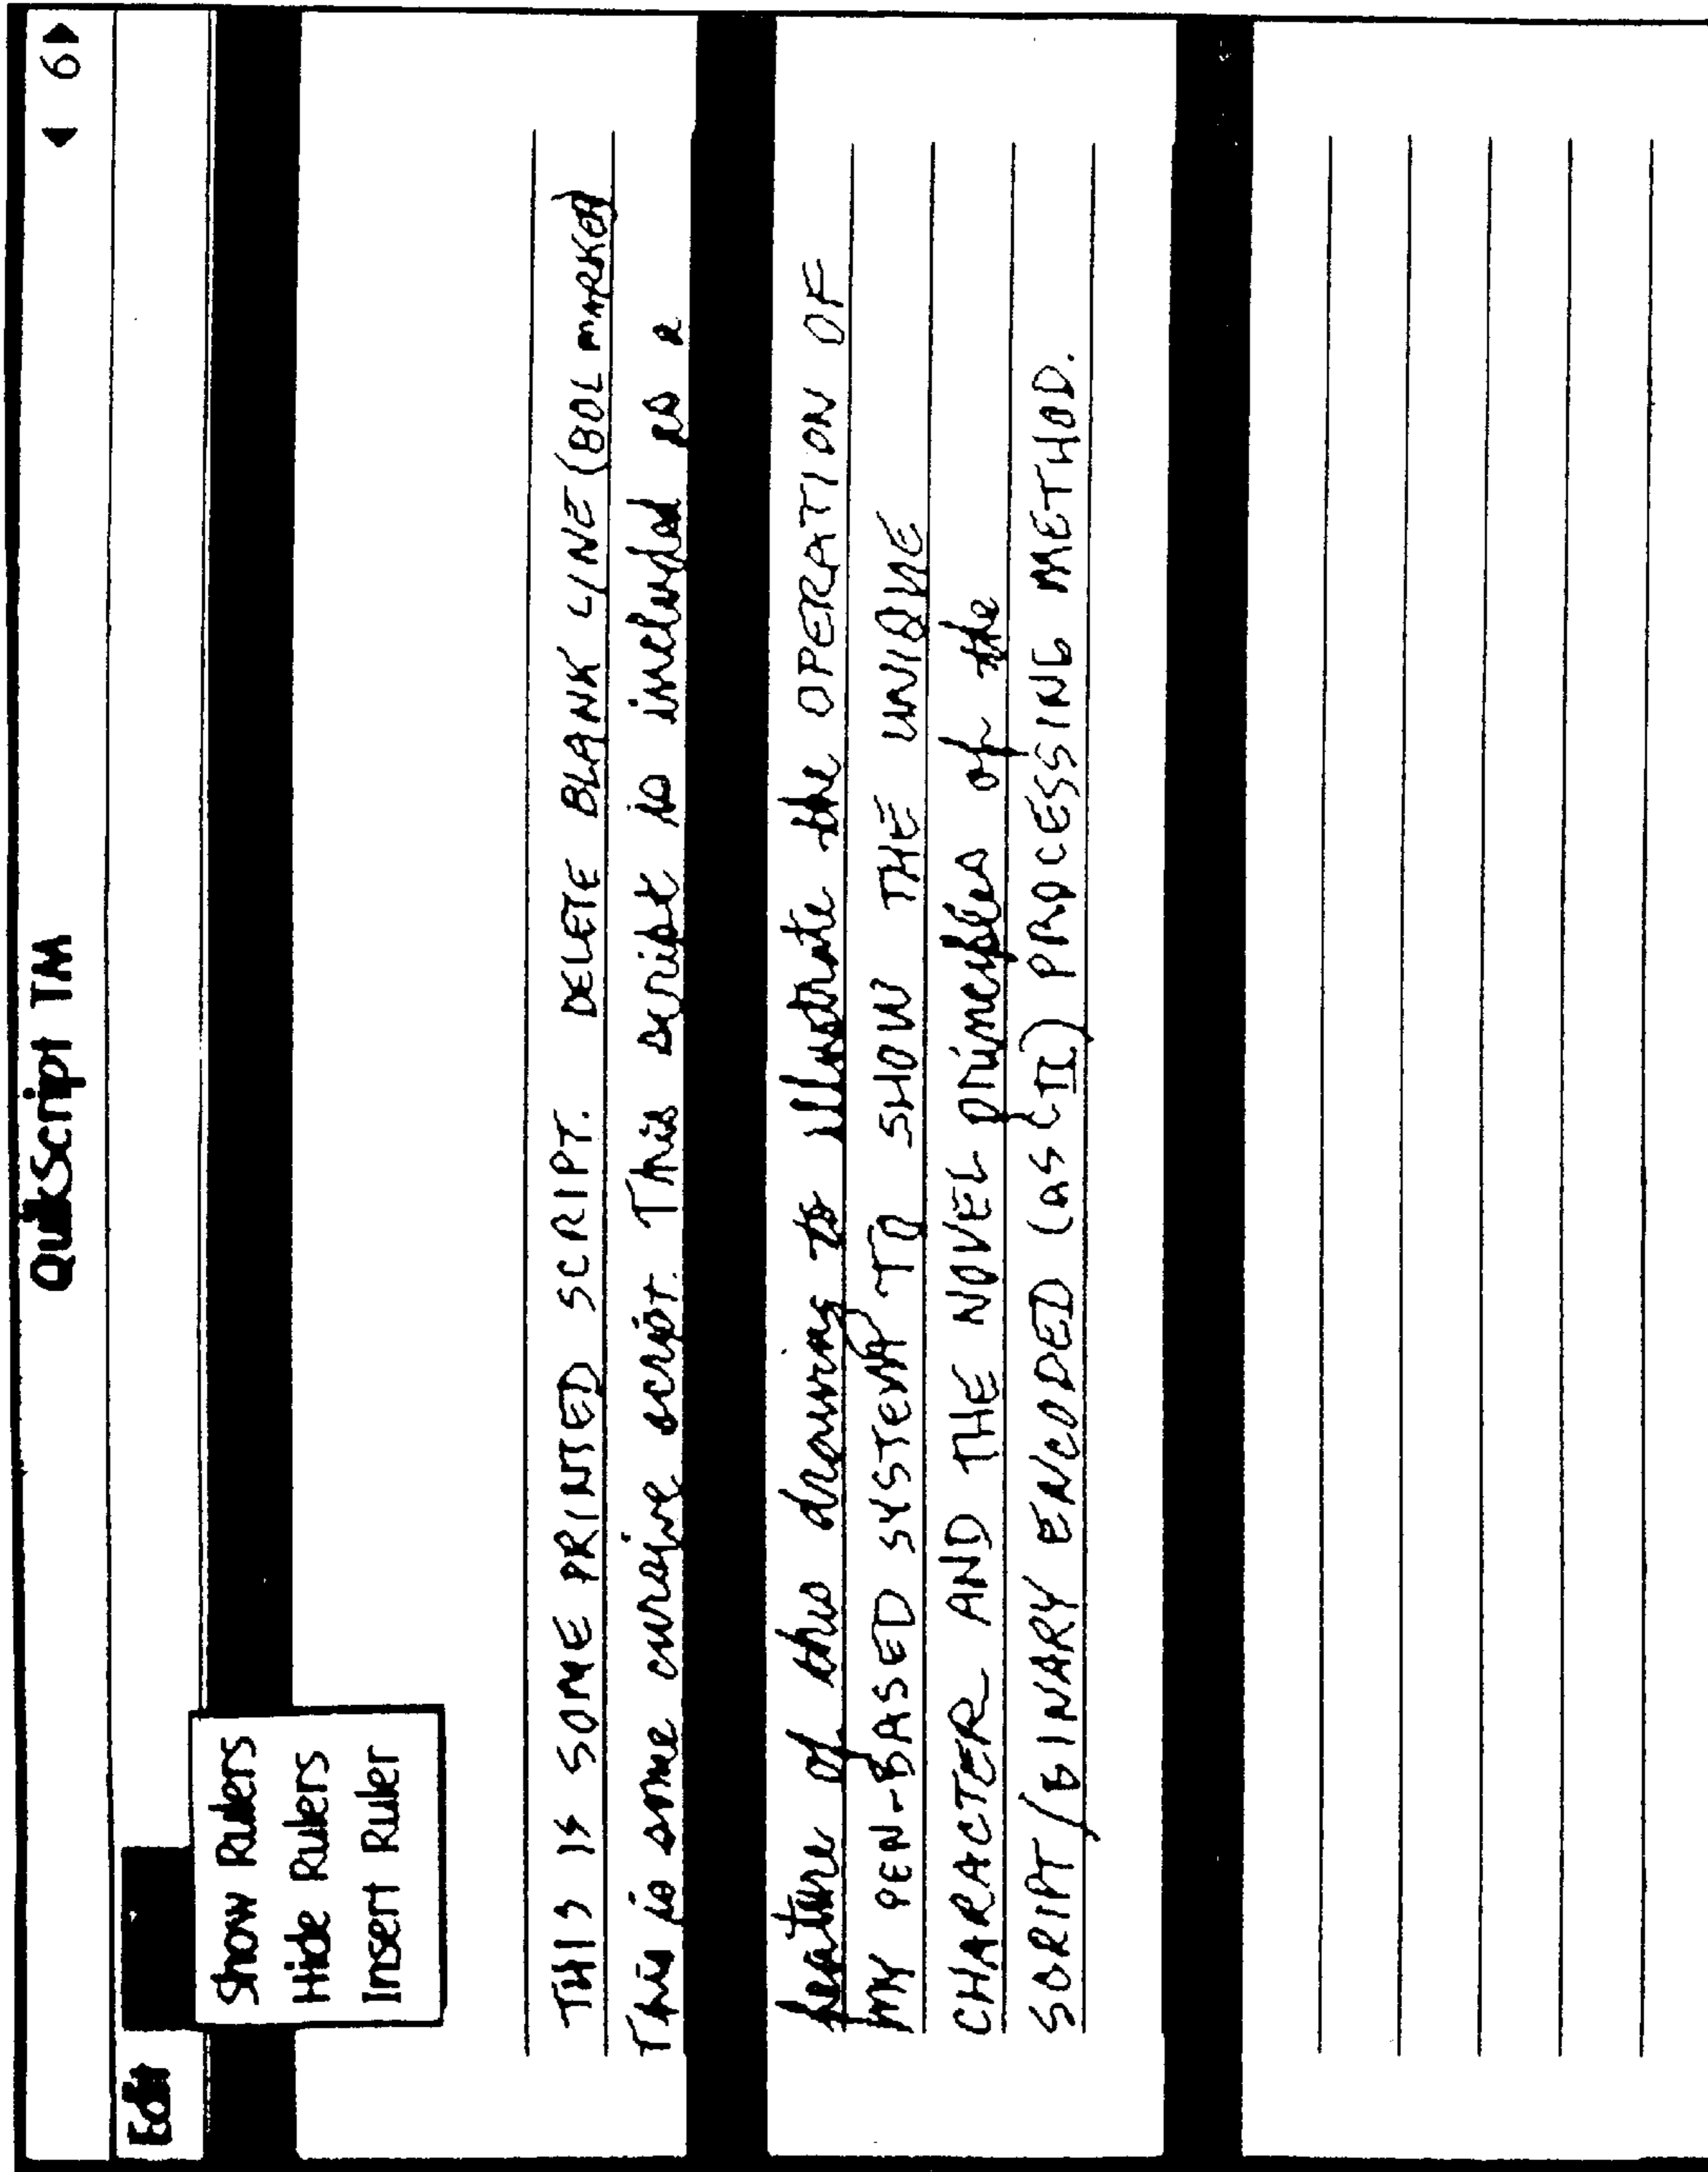 QuikScript TM
◀ 6▶
Edit
Show Rulers
Hide Rulers
Insert Ruler
THIS IS SOME PRINTED SCRIPT. DELETE BLANK LINE (BOL MARKED)
This is some cursive script. This script is included as a
feature of this drawing to illustrate the OPERATION OF
MY PEN-BASED SYSTEM TO SHOW THE UNIQUE
CHARACTER AND THE NOVEL principles of the
SCRIPT/BINARY ENCODED (ASCII) PROCESSING METHOD.